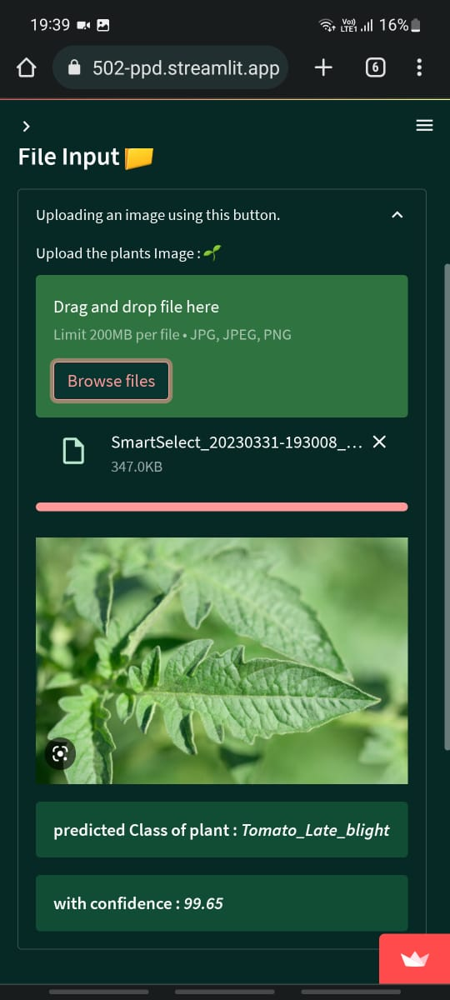 19:39
Vo))
LTE1
16%
502-ppd.streamlit.app
6
File Input
Uploading an image using this button.
Upload the plants Image :
Drag and drop file here
Limit 200MB per file • JPG, JPEG, PNG
Browse files
SmartSelect_20230331-193008_...
347.0KB
predicted Class of plant : Tomato_Late_blight
with confidence : 99.65